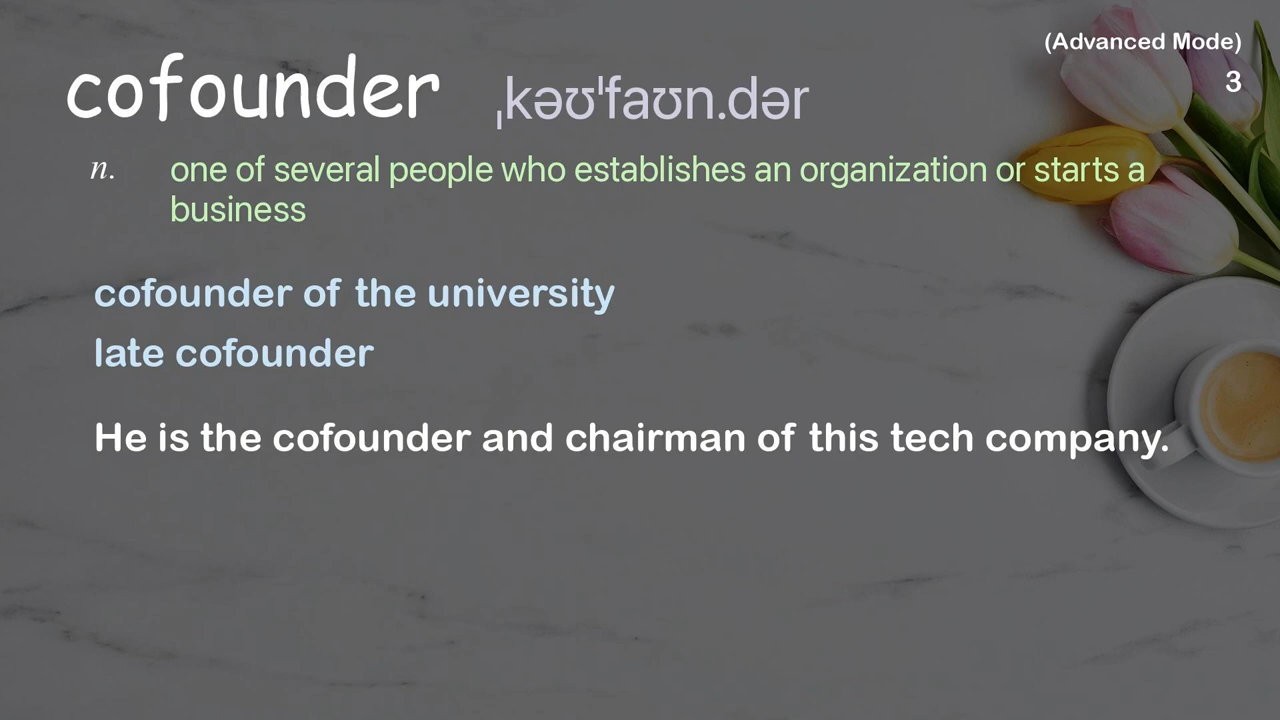 (Advanced Mode)
3
cofounder ˌkəʊˈfaʊn.dər
n. one of several people who establishes an organization or starts a
business
cofounder of the university
late cofounder
He is the cofounder and chairman of this tech company.